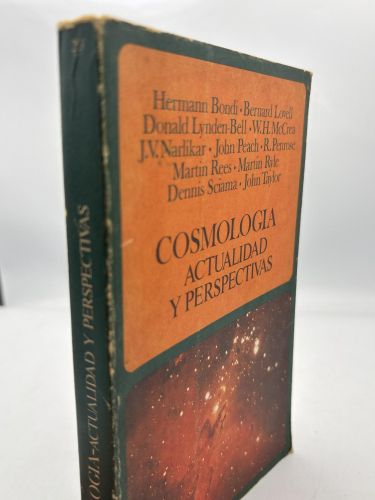 Hermann Bondi · Bernard Lovell
Donald Lynden-Bell · W.H. McCrea
J.V. Narlikar · John Peach · R. Penrose
Martin Rees · Martin Ryle
Dennis Sciama · John Taylor
COSMOLOGIA
ACTUALIDAD
Y PERSPECTIVAS
OGIA-ACTUALIDAD Y PERSPECTIVAS